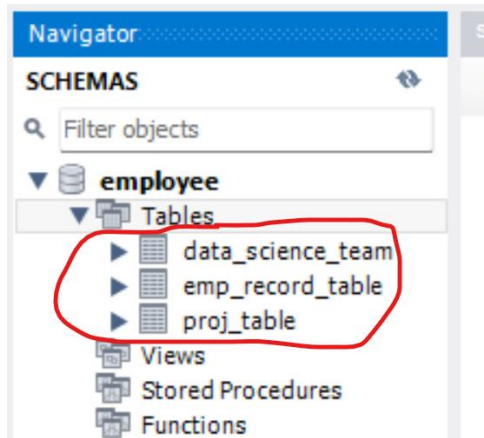 Navigator
SCHEMAS
Filter objects
employee
Tables
data_science_team
emp_record_table
proj_table
Views
Stored Procedures
Functions